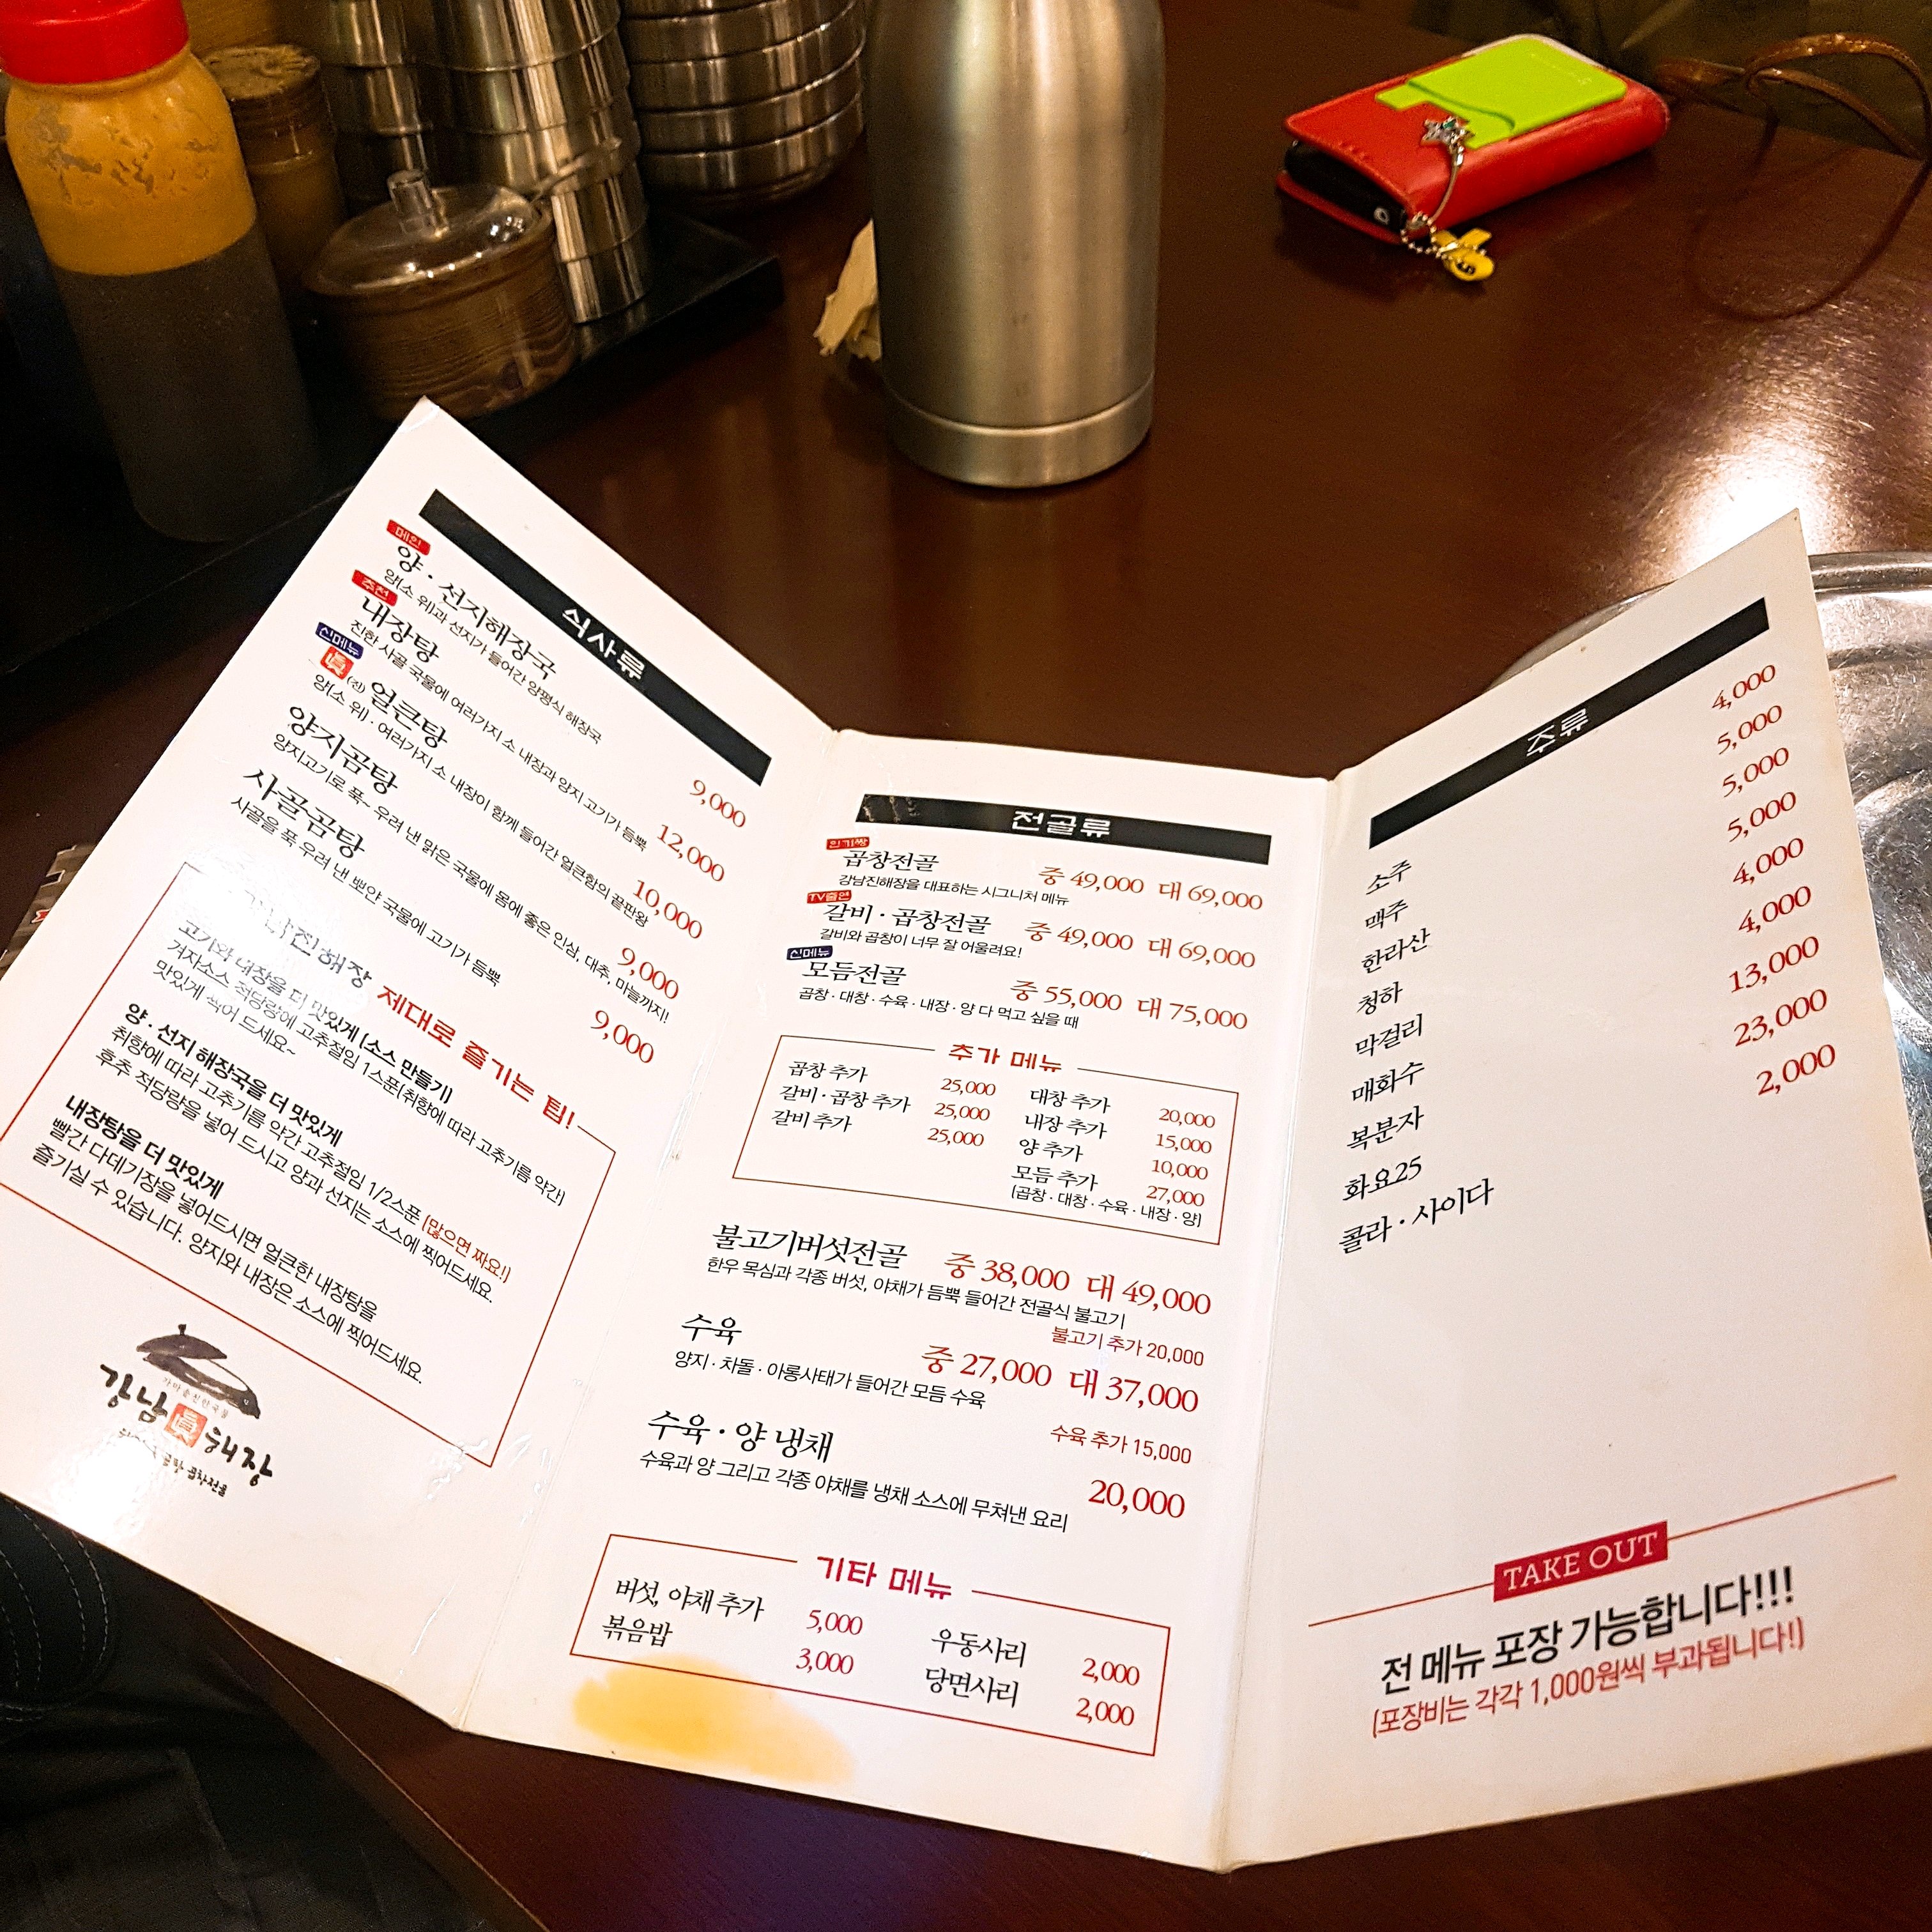 식사류
메인
양 · 선지해장국 9,000
양(소 위)과 선지가 들어간 양평식 해장국
추천
내장탕 12,000
진한 사골 국물에 여러가지 소 내장과 양지 고기가 듬뿍
신메뉴
眞(진) 얼큰탕 10,000
양(소 위) · 여러가지 소 내장이 함께 들어간 얼큰함의 끝판왕
양지곰탕 9,000
양지고기로 푹~ 우려 낸 맑은 국물에 몸에 좋은 인삼, 대추, 마늘까지!
사골곰탕 9,000
사골을 푹 우려 낸 뽀얀 국물에 고기가 듬뿍
강남진해장 제대로 즐기는 팁!
고기와 내장을 더 맛있게 (소스 만들기)
겨자소스 적당량에 고추절임 1스푼(취향에 따라 고추기름 약간)
맛있게 찍어 드세요~
양 · 선지 해장국을 더 맛있게
취향에 따라 고추기름 약간 고추절임 1/2스푼 (많으면 짜요!)
후추 적당량을 넣어 드시고 양과 선지는 소스에 찍어드세요.
내장탕을 더 맛있게
빨간 다데기장을 넣어드시면 얼큰한 내장탕을
즐기실 수 있습니다. 양지와 내장은 소스에 찍어드세요.
강남眞해장
곰탕 곱창전골
전골류
인기짱
곱창전골 중 49,000 대 69,000
강남진해장을 대표하는 시그니처 메뉴
TV출연
갈비 · 곱창전골 중 49,000 대 69,000
갈비와 곱창이 너무 잘 어울려요!
신메뉴
모듬전골 중 55,000 대 75,000
곱창 · 대창 · 수육 · 내장 · 양 다 먹고 싶을 때
추가 메뉴
곱창 추가 25,000
갈비 · 곱창 추가 25,000
갈비 추가 25,000
대창 추가 20,000
내장 추가 15,000
양 추가 10,000
모듬 추가 27,000
(곱창 · 대창 · 수육 · 내장 · 양)
불고기버섯전골 중 38,000 대 49,000
한우 목심과 각종 버섯, 야채가 듬뿍 들어간 전골식 불고기
불고기 추가 20,000
수육 중 27,000 대 37,000
양지 · 차돌 · 아롱사태가 들어간 모듬 수육
수육 추가 15,000
수육 · 양 냉채 20,000
수육과 양 그리고 각종 야채를 냉채 소스에 무쳐낸 요리
기타 메뉴
버섯, 야채 추가 5,000
볶음밥 3,000
우동사리 2,000
당면사리 2,000
주류
소주 4,000
맥주 5,000
한라산 5,000
청하 5,000
막걸리 4,000
매화수 4,000
복분자 13,000
화요25 23,000
콜라 · 사이다 2,000
TAKE OUT
전 메뉴 포장 가능합니다!!!
(포장비는 각각 1,000원씩 부과됩니다!)